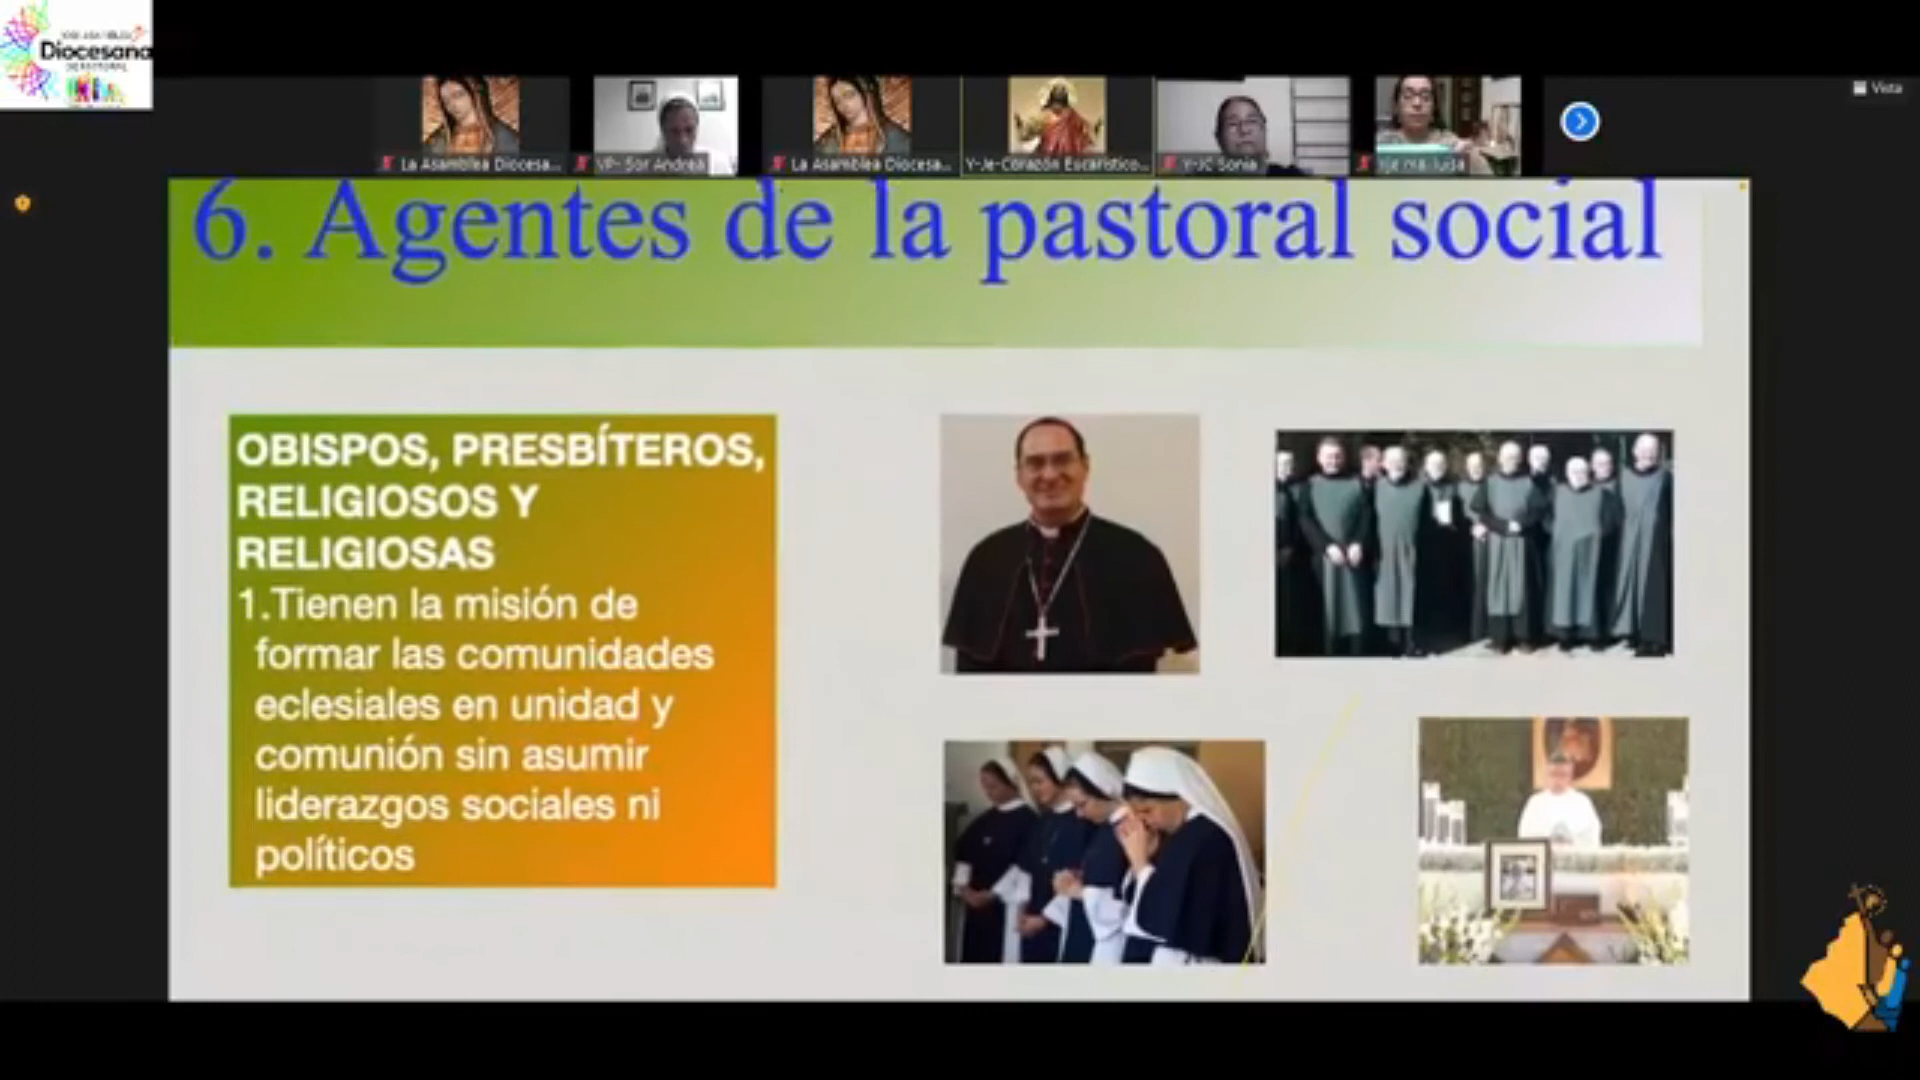 Diocesana
Vista
La Asamblea Diocesa...
VP- Sor Andrea
La Asamblea Diocesa...
Y-Je-Corazón Eucarístico...
Y-JC Sonia
6. Agentes de la pastoral social
OBISPOS, PRESBÍTEROS,
RELIGIOSOS Y
RELIGIOSAS
1.Tienen la misión de
formar las comunidades
eclesiales en unidad y
comunión sin asumir
liderazgos sociales ni
políticos